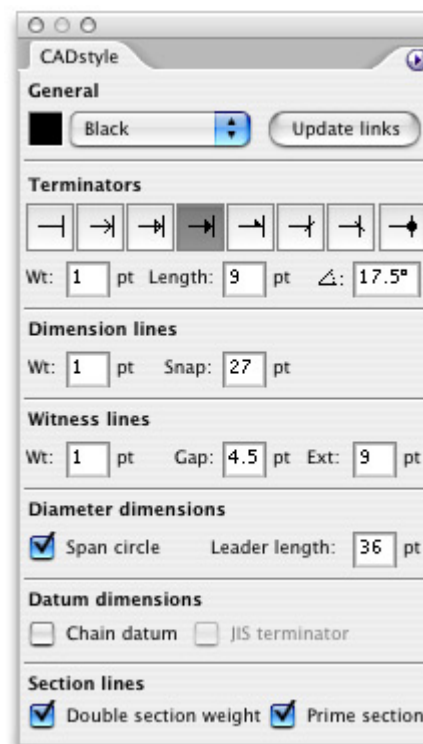 CADstyle
General
Black Update links
Terminators
Wt: 1 pt Length: 9 pt ∠: 17.5°
Dimension lines
Wt: 1 pt Snap: 27 pt
Witness lines
Wt: 1 pt Gap: 4.5 pt Ext: 9 pt
Diameter dimensions
Span circle Leader length: 36 pt
Datum dimensions
Chain datum JIS terminator
Section lines
Double section weight Prime section